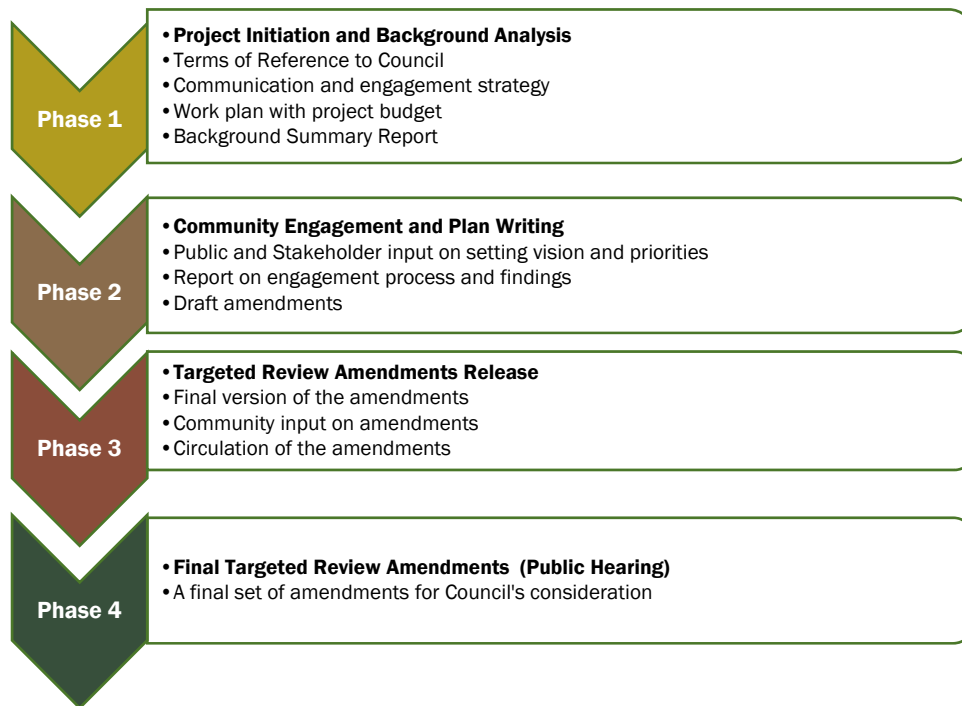 Phase 1
• Project Initiation and Background Analysis
• Terms of Reference to Council
• Communication and engagement strategy
• Work plan with project budget
• Background Summary Report
Phase 2
• Community Engagement and Plan Writing
• Public and Stakeholder input on setting vision and priorities
• Report on engagement process and findings
• Draft amendments
Phase 3
• Targeted Review Amendments Release
• Final version of the amendments
• Community input on amendments
• Circulation of the amendments
Phase 4
• Final Targeted Review Amendments (Public Hearing)
• A final set of amendments for Council's consideration